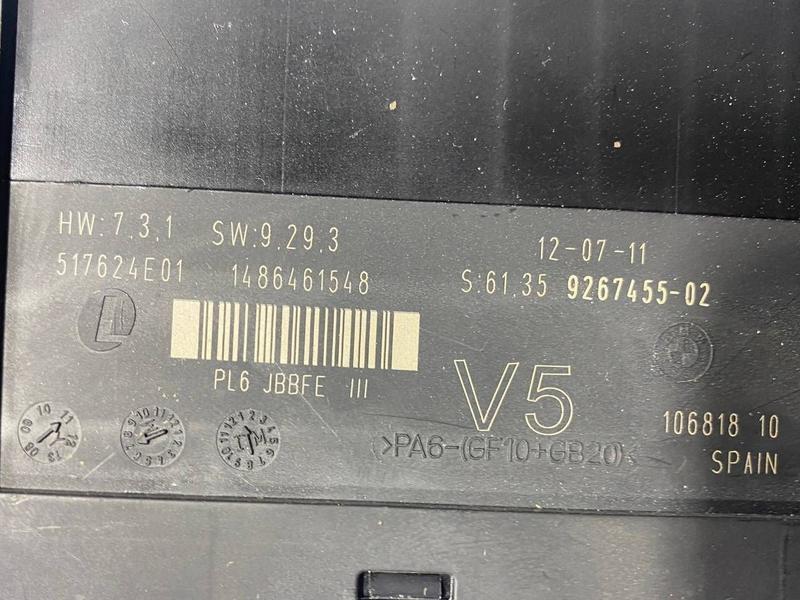 HW:7.3.1 SW:9.29.3 12-07-11
517624E01 1486461548 S:61.35 9267455-02
PL6 JBBFE III
V5
>PA6-(GF10+GB20)<
106818 10
SPAIN